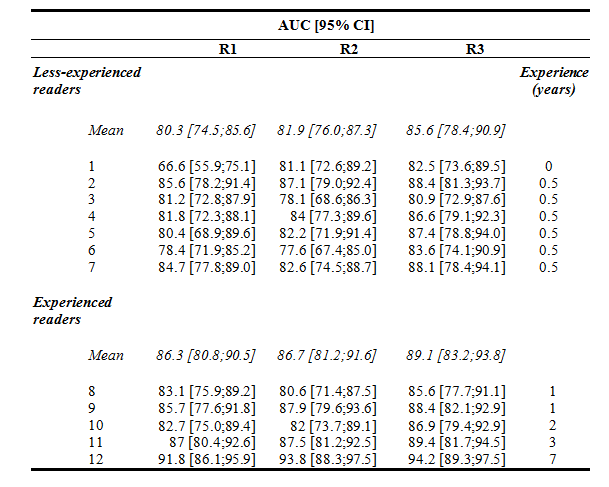 AUC [95% CI]
R1 R2 R3
Less-experienced Experience
readers (years)
Mean 80.3 [74.5;85.6] 81.9 [76.0;87.3] 85.6 [78.4;90.9]
1 66.6 [55.9;75.1] 81.1 [72.6;89.2] 82.5 [73.6;89.5] 0
2 85.6 [78.2;91.4] 87.1 [79.0;92.4] 88.4 [81.3;93.7] 0.5
3 81.2 [72.8;87.9] 78.1 [68.6;86.3] 80.9 [72.9;87.6] 0.5
4 81.8 [72.3;88.1] 84 [77.3;89.6] 86.6 [79.1;92.3] 0.5
5 80.4 [68.9;89.6] 82.2 [71.9;91.4] 87.4 [78.8;94.0] 0.5
6 78.4 [71.9;85.2] 77.6 [67.4;85.0] 83.6 [74.1;90.9] 0.5
7 84.7 [77.8;89.0] 82.6 [74.5;88.7] 88.1 [78.4;94.1] 0.5
Experienced
readers
Mean 86.3 [80.8;90.5] 86.7 [81.2;91.6] 89.1 [83.2;93.8]
8 83.1 [75.9;89.2] 80.6 [71.4;87.5] 85.6 [77.7;91.1] 1
9 85.7 [77.6;91.8] 87.9 [79.6;93.6] 88.4 [82.1;92.9] 1
10 82.7 [75.0;89.4] 82 [73.7;89.1] 86.9 [79.4;92.9] 2
11 87 [80.4;92.6] 87.5 [81.2;92.5] 89.4 [81.7;94.5] 3
12 91.8 [86.1;95.9] 93.8 [88.3;97.5] 94.2 [89.3;97.5] 7